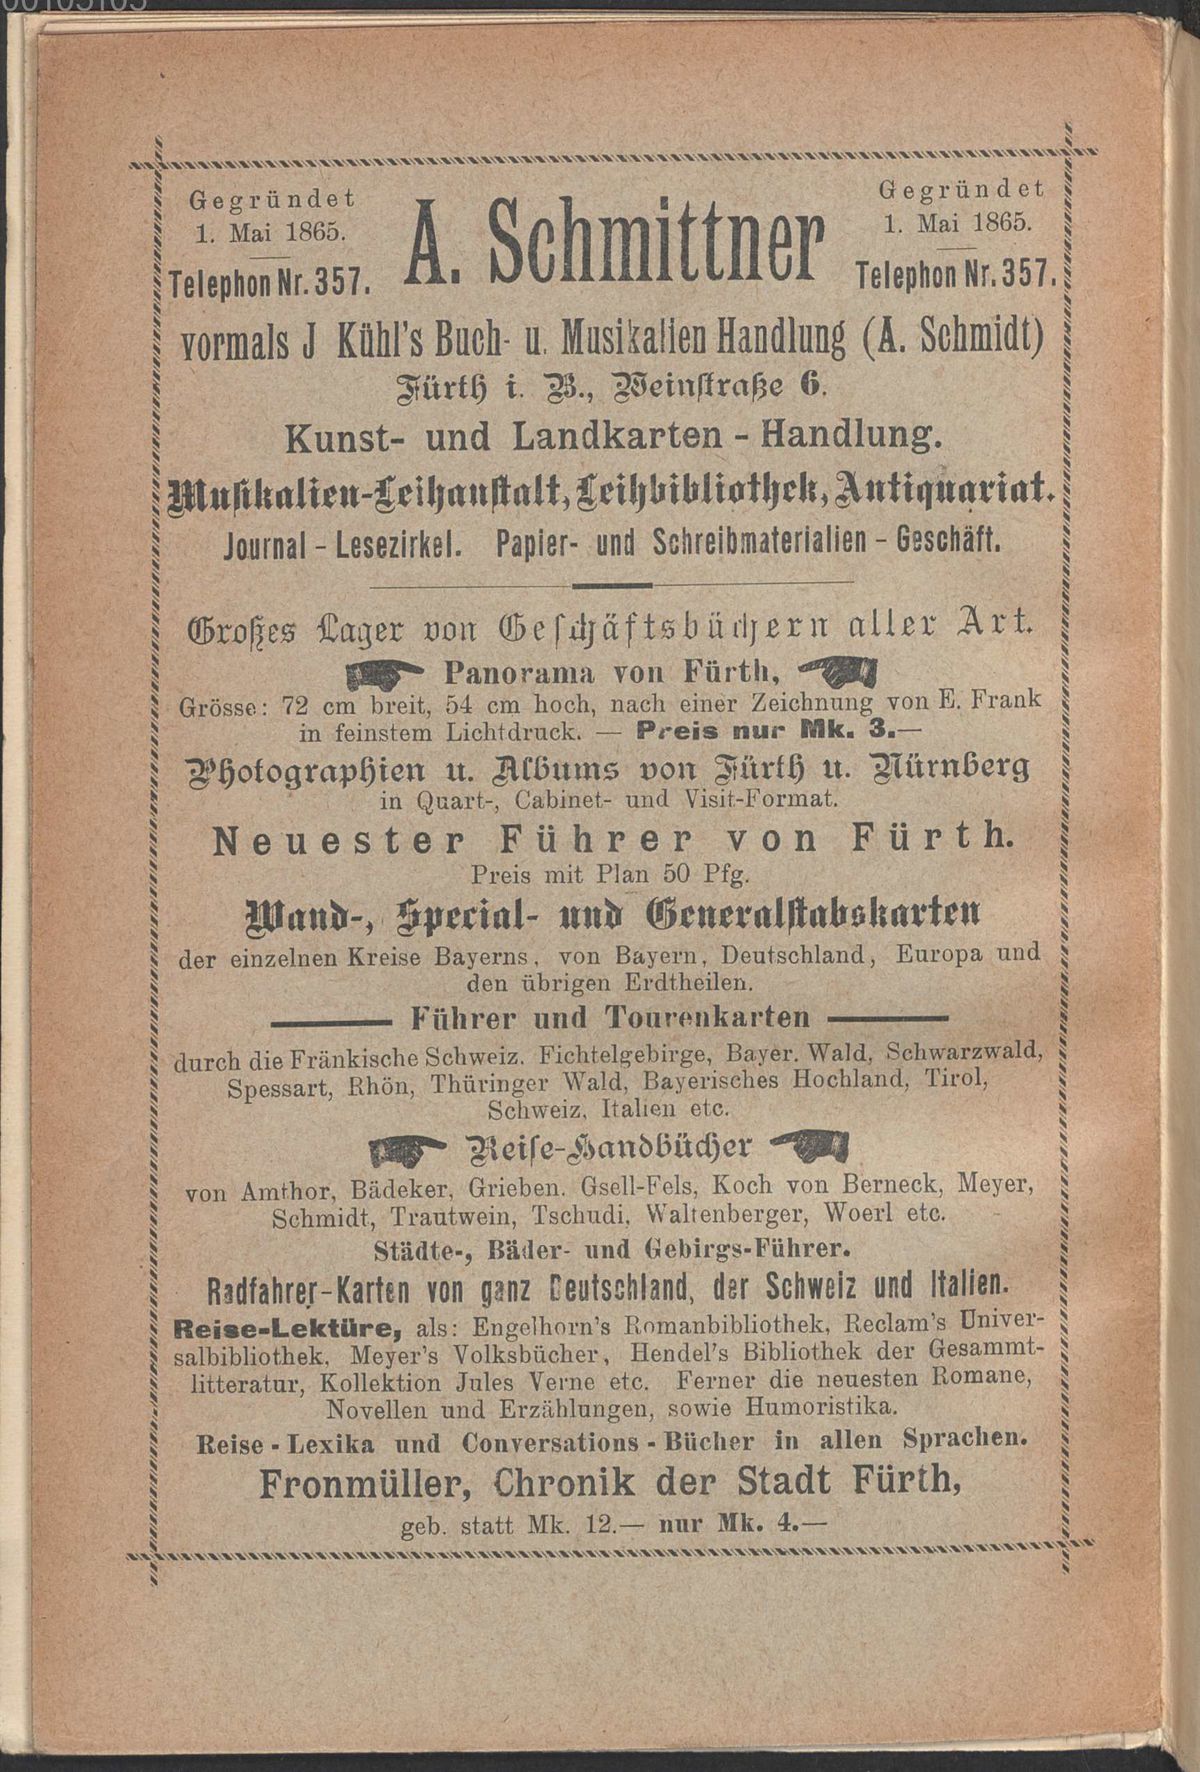 Gegründet
1. Mai 1865.
Telephon Nr. 357.
A. Schmittner
Gegründet
1. Mai 1865.
Telephon Nr. 357.
vormals J Kühl's Buch- u. Musikalien Handlung (A. Schmidt)
Fürth i. B., Weinstraße 6.
Kunst- und Landkarten - Handlung.
Musikalien-Leihanstalt, Leihbibliothek, Antiquariat.
Journal - Lesezirkel. Papier- und Schreibmaterialien - Geschäft.
Großes Lager von Geschäftsbüchern aller Art.
Panorama von Fürth,
Grösse: 72 cm breit, 54 cm hoch, nach einer Zeichnung von E. Frank
in feinstem Lichtdruck. — Preis nur Mk. 3.—
Photographien u. Albums von Fürth u. Nürnberg
in Quart-, Cabinet- und Visit-Format.
Neuester Führer von Fürth.
Preis mit Plan 50 Pfg.
Wand-, Special- und Generalstabskarten
der einzelnen Kreise Bayerns, von Bayern, Deutschland, Europa und
den übrigen Erdtheilen.
Führer und Tourenkarten
durch die Fränkische Schweiz. Fichtelgebirge, Bayer. Wald, Schwarzwald,
Spessart, Rhön, Thüringer Wald, Bayerisches Hochland, Tirol,
Schweiz, Italien etc.
Reise-Handbücher
von Amthor, Bädeker, Grieben. Gsell-Fels, Koch von Berneck, Meyer,
Schmidt, Trautwein, Tschudi, Waltenberger, Woerl etc.
Städte-, Bäder- und Gebirgs-Führer.
Radfahrer-Karten von ganz Deutschland, der Schweiz und Italien.
Reise-Lektüre, als: Engelhorn's Romanbibliothek, Reclam's Univer-
salbibliothek, Meyer's Volksbücher, Hendel's Bibliothek der Gesammt-
litteratur, Kollektion Jules Verne etc. Ferner die neuesten Romane,
Novellen und Erzählungen, sowie Humoristika.
Reise - Lexika und Conversations - Bücher in allen Sprachen.
Fronmüller, Chronik der Stadt Fürth,
geb. statt Mk. 12.— nur Mk. 4.—